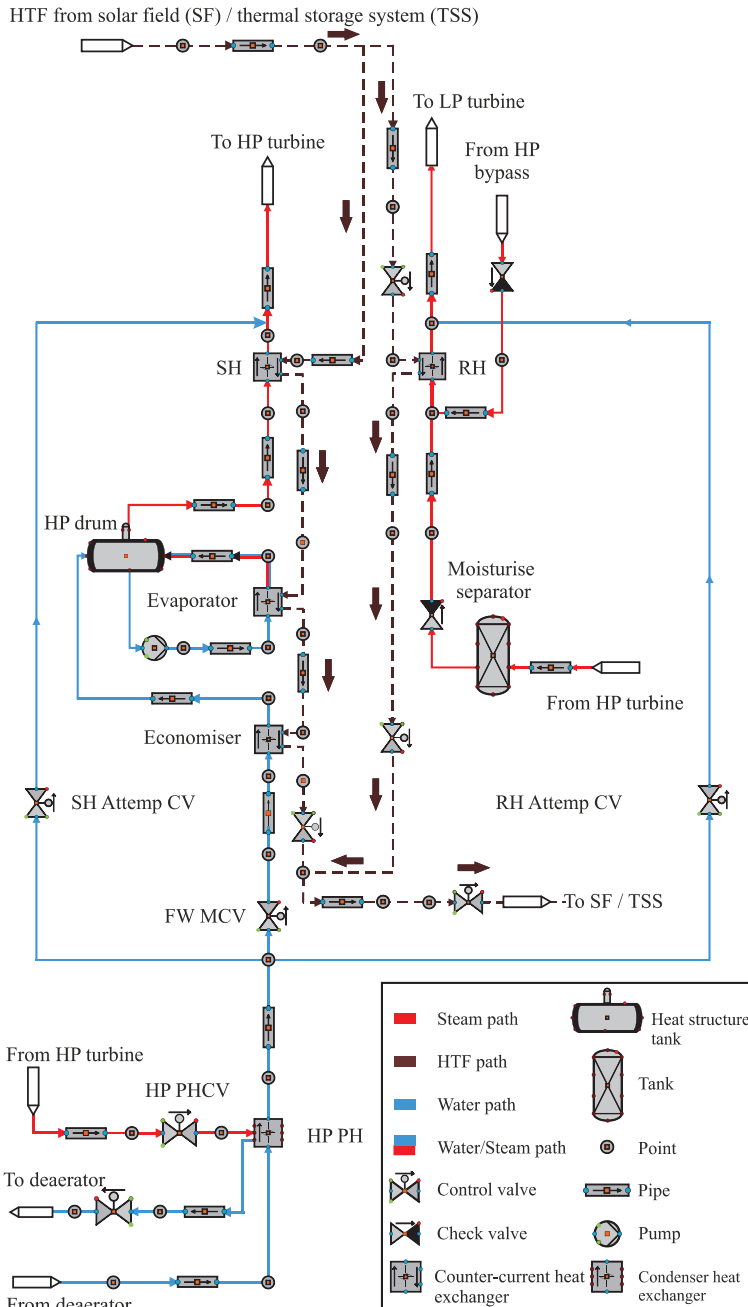 HTF from solar field (SF) / thermal storage system (TSS)
To LP turbine
To HP turbine
From HP
bypass
SH
RH
HP drum
Evaporator
Moisturise
separator
From HP turbine
Economiser
SH Attemp CV
RH Attemp CV
FW MCV
To SF / TSS
From HP turbine
HP PHCV
HP PH
To deaerator
From deaerator
Steam path
Heat structure
tank
HTF path
Tank
Water path
Water/Steam path
Point
Control valve
Pipe
Check valve
Pump
Counter-current heat
exchanger
Condenser heat
exchanger